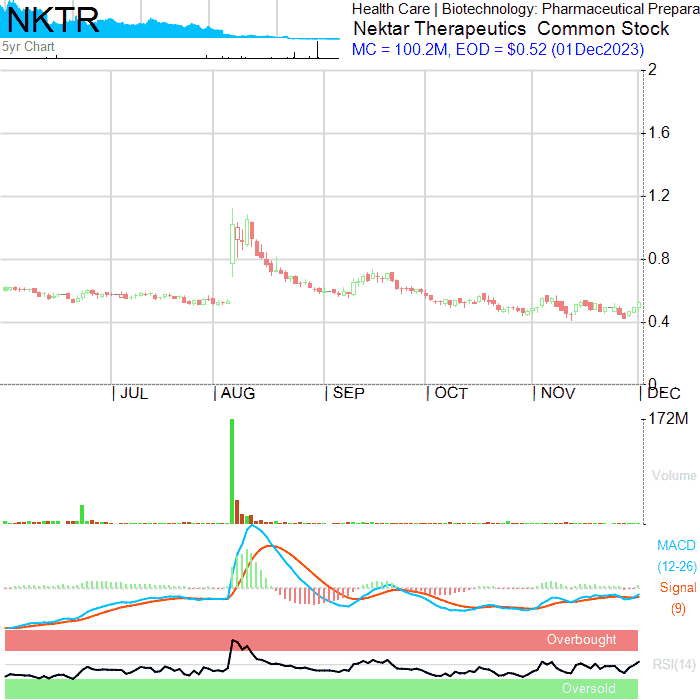 NKTR
5yr Chart
Health Care | Biotechnology: Pharmaceutical Prepara
Nektar Therapeutics Common Stock
MC = 100.2M, EOD = $0.52 (01Dec2023)
2
1.6
1.2
0.8
0.4
0
JUL
AUG
SEP
OCT
NOV
DEC
172M
Volume
MACD
(12-26)
Signal
(9)
Overbought
RSI(14)
Oversold